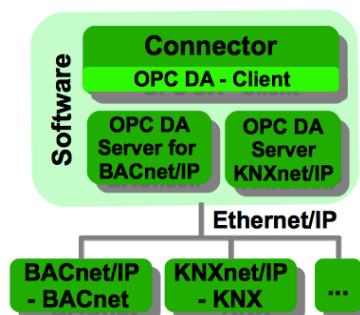 Software
Connector
OPC DA - Client
OPC DA
Server for
BACnet/IP
OPC DA
Server
KNXnet/IP
Ethernet/IP
BACnet/IP
- BACnet
KNXnet/IP
- KNX
...